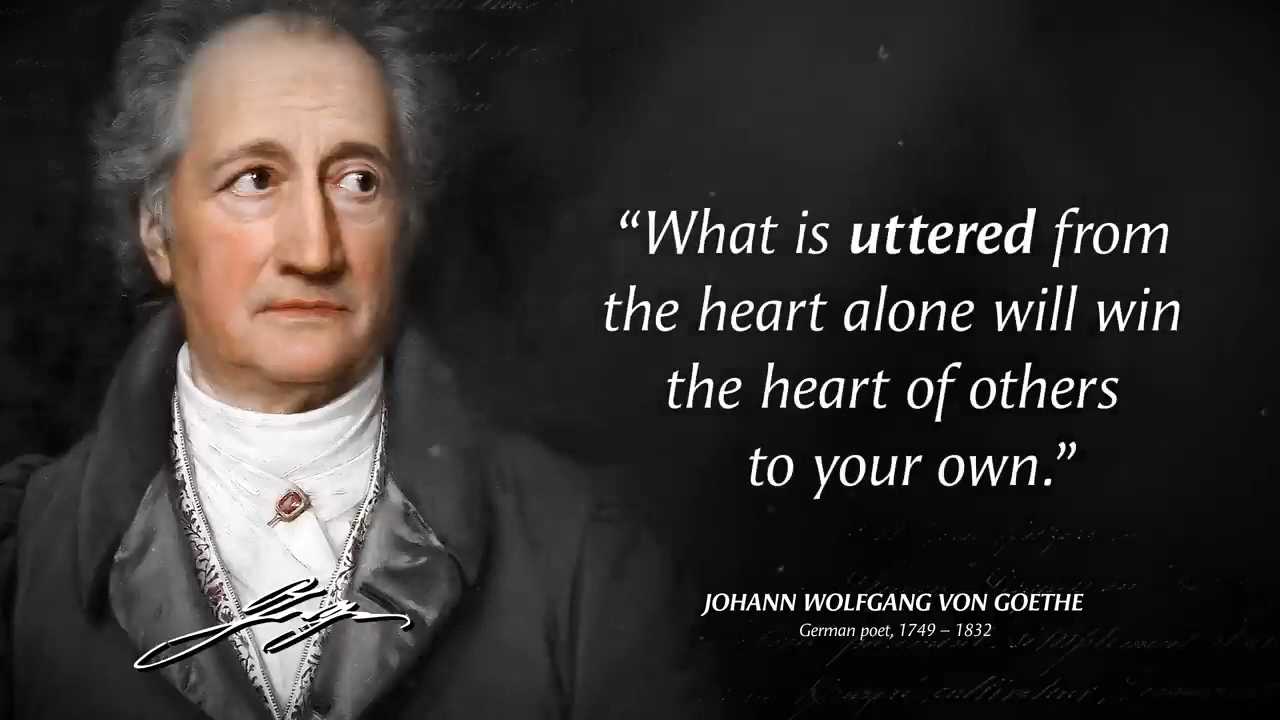 “What is uttered from
the heart alone will win
the heart of others
to your own.”
JOHANN WOLFGANG VON GOETHE
German poet, 1749 – 1832